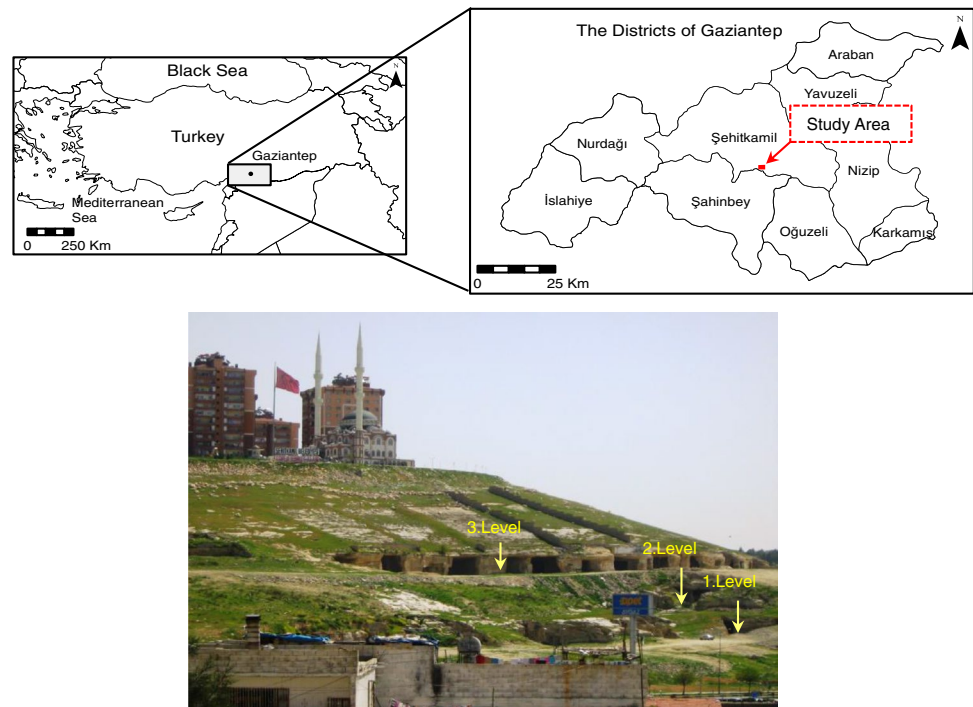 Black Sea
N
Turkey
Gaziantep
Mediterranean
Sea
0 250 Km
The Districts of Gaziantep
N
Araban
Yavuzeli
Study Area
Şehitkamil
Nurdağı
Nizip
İslahiye
Şahinbey
Oğuzeli
Karkamış
0 25 Km
3.Level
2.Level
1.Level